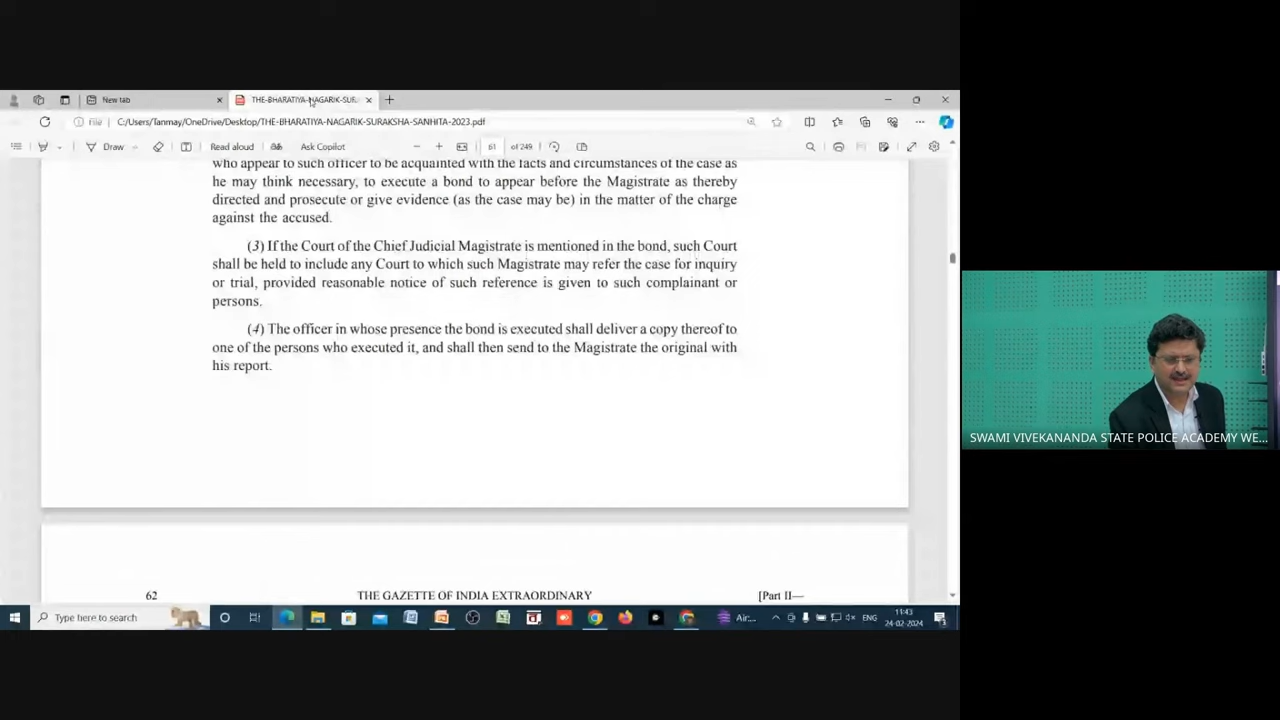 New tab
THE-BHARATIYA-NAGARIK-SUR
File
C:/Users/Tanmay/OneDrive/Desktop/THE-BHARATIYA-NAGARIK-SURAKSHA-SANHITA-2023.pdf
Draw
Read aloud
Ask Copilot
61 of 249
who appear to such officer to be acquainted with the facts and circumstances of the case as
he may think necessary, to execute a bond to appear before the Magistrate as thereby
directed and prosecute or give evidence (as the case may be) in the matter of the charge
against the accused.
(3) If the Court of the Chief Judicial Magistrate is mentioned in the bond, such Court
shall be held to include any Court to which such Magistrate may refer the case for inquiry
or trial, provided reasonable notice of such reference is given to such complainant or
persons.
(4) The officer in whose presence the bond is executed shall deliver a copy thereof to
one of the persons who executed it, and shall then send to the Magistrate the original with
his report.
62 THE GAZETTE OF INDIA EXTRAORDINARY [Part II—
SWAMI VIVEKANANDA STATE POLICE ACADEMY WE...
Type here to search
Air:...
ENG
11:43
24-02-2024